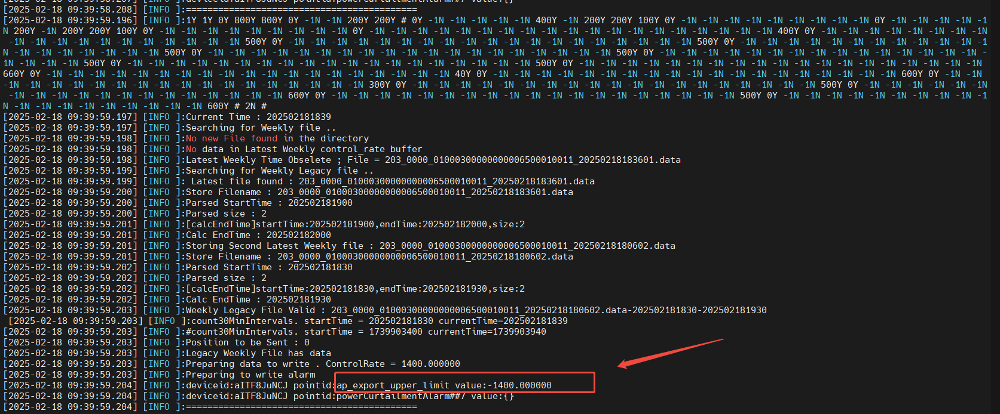 [2025-02-18 09:39:58.207] [INFO ]:deviceid:aITF8JuNCJ pointid:powerCurtailmentAlarm##7 value:{}
[2025-02-18 09:39:58.208] [INFO ]:===========================================
[2025-02-18 09:39:59.196] [INFO ]:1Y 1Y 0Y 800Y 800Y 0Y -1N -1N 200Y 200Y # 0Y -1N -1N -1N -1N 400Y -1N 200Y 200Y 100Y 0Y -1N -1N -1N -1N -1N -1N -1N -1N -1N 0Y -1N -1N -1N -1N -1
N 200Y -1N 200Y 200Y 100Y 0Y -1N -1N -1N -1N -1N -1N -1N -1N -1N 0Y -1N -1N -1N -1N -1N -1N -1N -1N -1N -1N -1N -1N -1N -1N -1N -1N -1N -1N -1N 400Y 0Y -1N -1N -1N -1N -1N -1N -1N
-1N -1N -1N -1N -1N -1N -1N -1N -1N -1N -1N 500Y 0Y -1N -1N -1N -1N -1N -1N -1N -1N -1N -1N -1N -1N -1N -1N -1N -1N -1N -1N -1N 500Y 0Y -1N -1N -1N -1N -1N -1N -1N -1N -1N -1N -1N -1
N -1N -1N -1N -1N -1N -1N -1N 500Y 0Y -1N -1N -1N -1N -1N -1N -1N -1N -1N -1N -1N -1N -1N -1N -1N -1N -1N -1N -1N 500Y 0Y -1N -1N -1N -1N -1N -1N -1N -1N -1N -1N -1N -1N -1N -1N -1N -
1N -1N -1N -1N 500Y 0Y -1N -1N -1N -1N -1N -1N -1N -1N -1N -1N -1N -1N -1N -1N -1N -1N -1N -1N -1N 500Y 0Y -1N -1N -1N -1N -1N -1N -1N -1N -1N -1N -1N -1N -1N -1N -1N -1N -1N -1N -1N
660Y 0Y -1N -1N -1N -1N -1N -1N -1N -1N -1N -1N -1N -1N -1N -1N -1N -1N -1N -1N -1N 40Y 0Y -1N -1N -1N -1N -1N -1N -1N -1N -1N -1N -1N -1N -1N -1N -1N -1N -1N -1N -1N 600Y 0Y -1N -1N
-1N -1N -1N -1N -1N -1N -1N -1N -1N -1N -1N -1N -1N -1N -1N -1N -1N 300Y 0Y -1N -1N -1N -1N -1N -1N -1N -1N -1N -1N -1N -1N -1N -1N -1N -1N -1N -1N -1N 500Y 0Y -1N -1N -1N -1N -1N -1N
-1N -1N -1N -1N -1N -1N -1N -1N -1N -1N -1N -1N -1N 600Y 0Y -1N -1N -1N -1N -1N -1N -1N -1N -1N -1N -1N -1N -1N -1N -1N -1N -1N -1N -1N 500Y 0Y -1N -1N -1N -1N -1N -1N -1N -1N -1N -1
N -1N -1N -1N -1N -1N -1N -1N -1N -1N 600Y # 2N #
[2025-02-18 09:39:59.197] [INFO ]:Current Time : 202502181839
[2025-02-18 09:39:59.197] [INFO ]:Searching for Weekly file ..
[2025-02-18 09:39:59.198] [INFO ]:No new File found in the directory
[2025-02-18 09:39:59.198] [INFO ]:No data in Latest Weekly control_rate buffer
[2025-02-18 09:39:59.198] [INFO ]:Latest Weekly Time Obselete ; File = 203_0000_01000300000000006500010011_20250218183601.data
[2025-02-18 09:39:59.199] [INFO ]:Searching for Weekly Legacy file ..
[2025-02-18 09:39:59.199] [INFO ]: Latest file found : 203_0000_01000300000000006500010011_20250218183601.data
[2025-02-18 09:39:59.200] [INFO ]:Store Filename : 203_0000_01000300000000006500010011_20250218183601.data
[2025-02-18 09:39:59.200] [INFO ]:Parsed StartTime : 202502181900
[2025-02-18 09:39:59.200] [INFO ]:Parsed size : 2
[2025-02-18 09:39:59.201] [INFO ]:[calcEndTime]startTime:202502181900,endTime:202502182000,size:2
[2025-02-18 09:39:59.201] [INFO ]:Calc EndTime : 202502182000
[2025-02-18 09:39:59.201] [INFO ]:Storing Second Latest Weekly file : 203_0000_01000300000000006500010011_20250218180602.data
[2025-02-18 09:39:59.201] [INFO ]:Store Filename : 203_0000_01000300000000006500010011_20250218180602.data
[2025-02-18 09:39:59.202] [INFO ]:Parsed StartTime : 202502181830
[2025-02-18 09:39:59.202] [INFO ]:Parsed size : 2
[2025-02-18 09:39:59.202] [INFO ]:[calcEndTime]startTime:202502181830,endTime:202502181930,size:2
[2025-02-18 09:39:59.202] [INFO ]:Calc EndTime : 202502181930
[2025-02-18 09:39:59.203] [INFO ]:Weekly Legacy File Valid : 203_0000_01000300000000006500010011_20250218180602.data-202502181830-202502181930
[2025-02-18 09:39:59.203] [INFO ]:count30MinIntervals. startTime = 202502181830 currentTime=202502181839
[2025-02-18 09:39:59.203] [INFO ]:#count30MinIntervals. startTime = 1739903400 currentTime=1739903940
[2025-02-18 09:39:59.203] [INFO ]:Position to be Sent : 0
[2025-02-18 09:39:59.203] [INFO ]:Legacy Weekly File has data
[2025-02-18 09:39:59.203] [INFO ]:Preparing data to write . ControlRate = 1400.000000
[2025-02-18 09:39:59.203] [INFO ]:Preparing to write alarm
[2025-02-18 09:39:59.204] [INFO ]:deviceid:aITF8JuNCJ pointid:ap_export_upper_limit value:-1400.000000
[2025-02-18 09:39:59.204] [INFO ]:deviceid:aITF8JuNCJ pointid:powerCurtailmentAlarm##7 value:{}
[2025-02-18 09:39:59.204] [INFO ]:===========================================